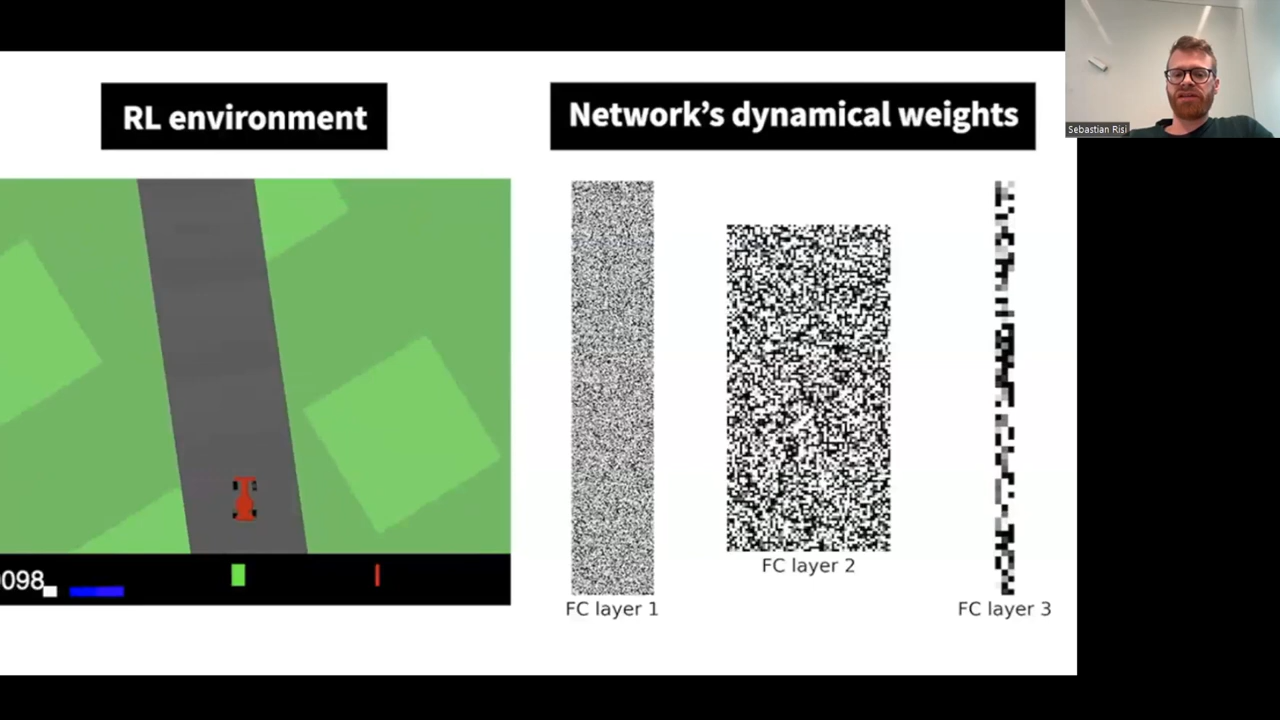 RL environment
Network's dynamical weights
Sebastian Risi
098
FC layer 1
FC layer 2
FC layer 3